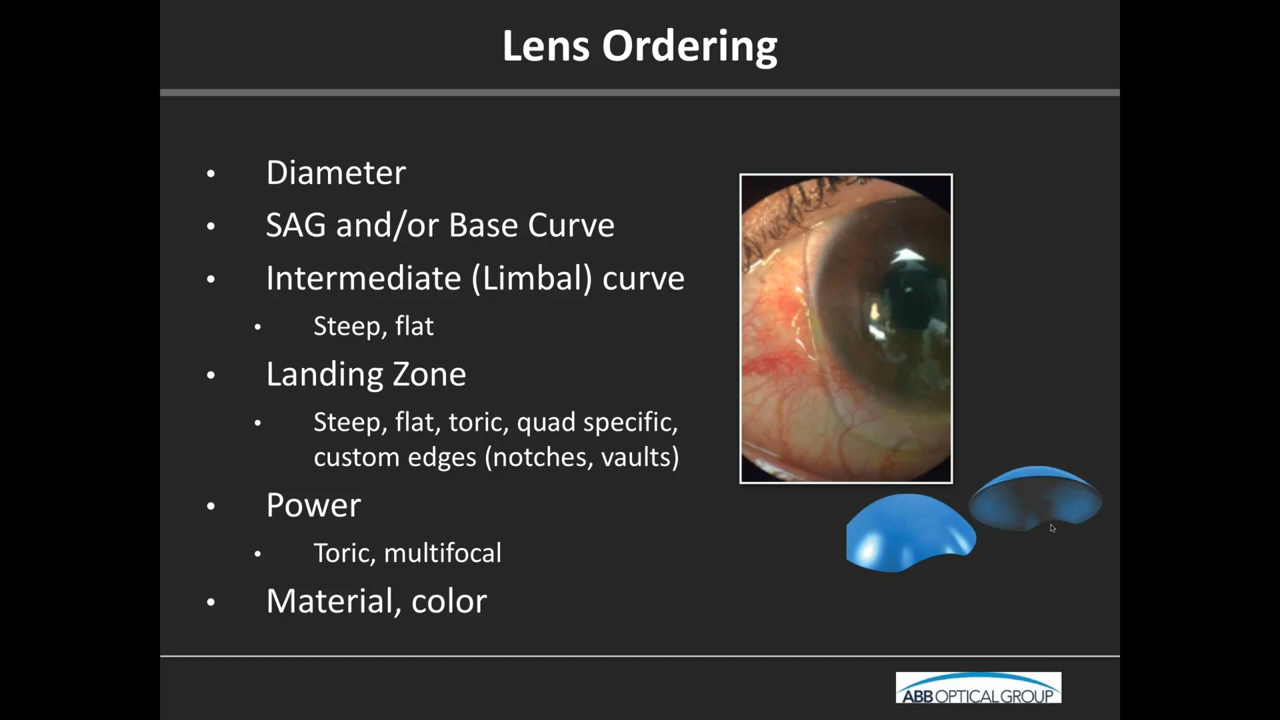 Lens Ordering
• Diameter
• SAG and/or Base Curve
• Intermediate (Limbal) curve
• Steep, flat
• Landing Zone
• Steep, flat, toric, quad specific,
custom edges (notches, vaults)
• Power
• Toric, multifocal
• Material, color
ABB OPTICAL GROUP